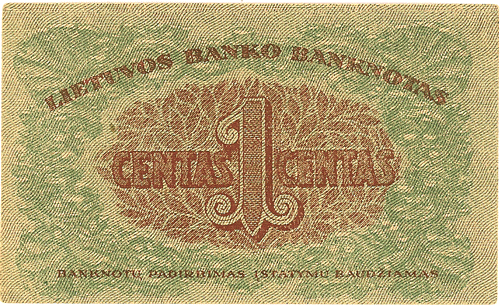 LIETUVOS BANKO BANKNOTAS
CENTAS 1 CENTAS
BANKNOTŲ PADIRBIMAS ĮSTATYMŲ BAUDŽIAMAS